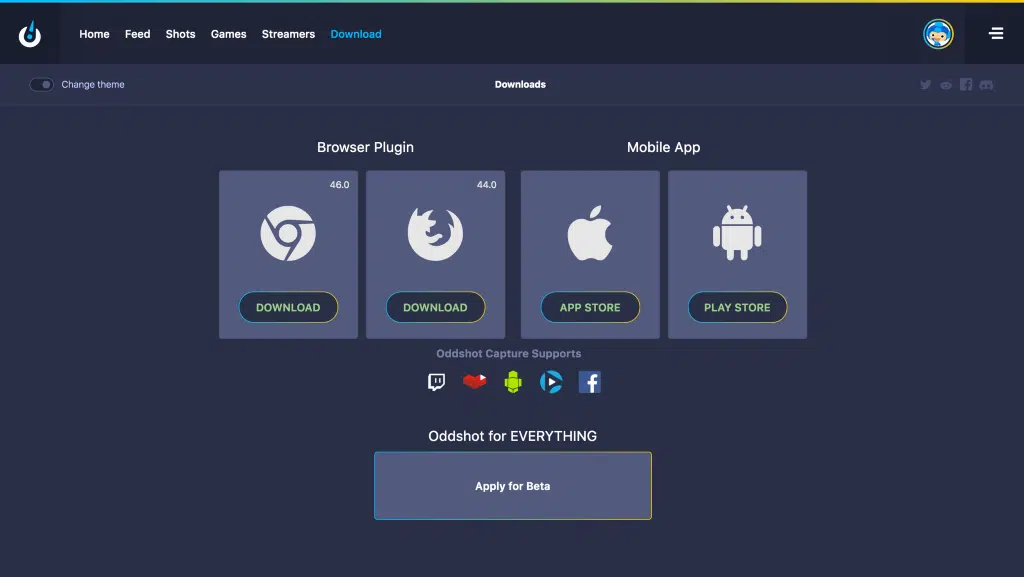 Home Feed Shots Games Streamers Download
Change theme
Downloads
Browser Plugin
Mobile App
46.0
44.0
DOWNLOAD
DOWNLOAD
APP STORE
PLAY STORE
Oddshot Capture Supports
Oddshot for EVERYTHING
Apply for Beta